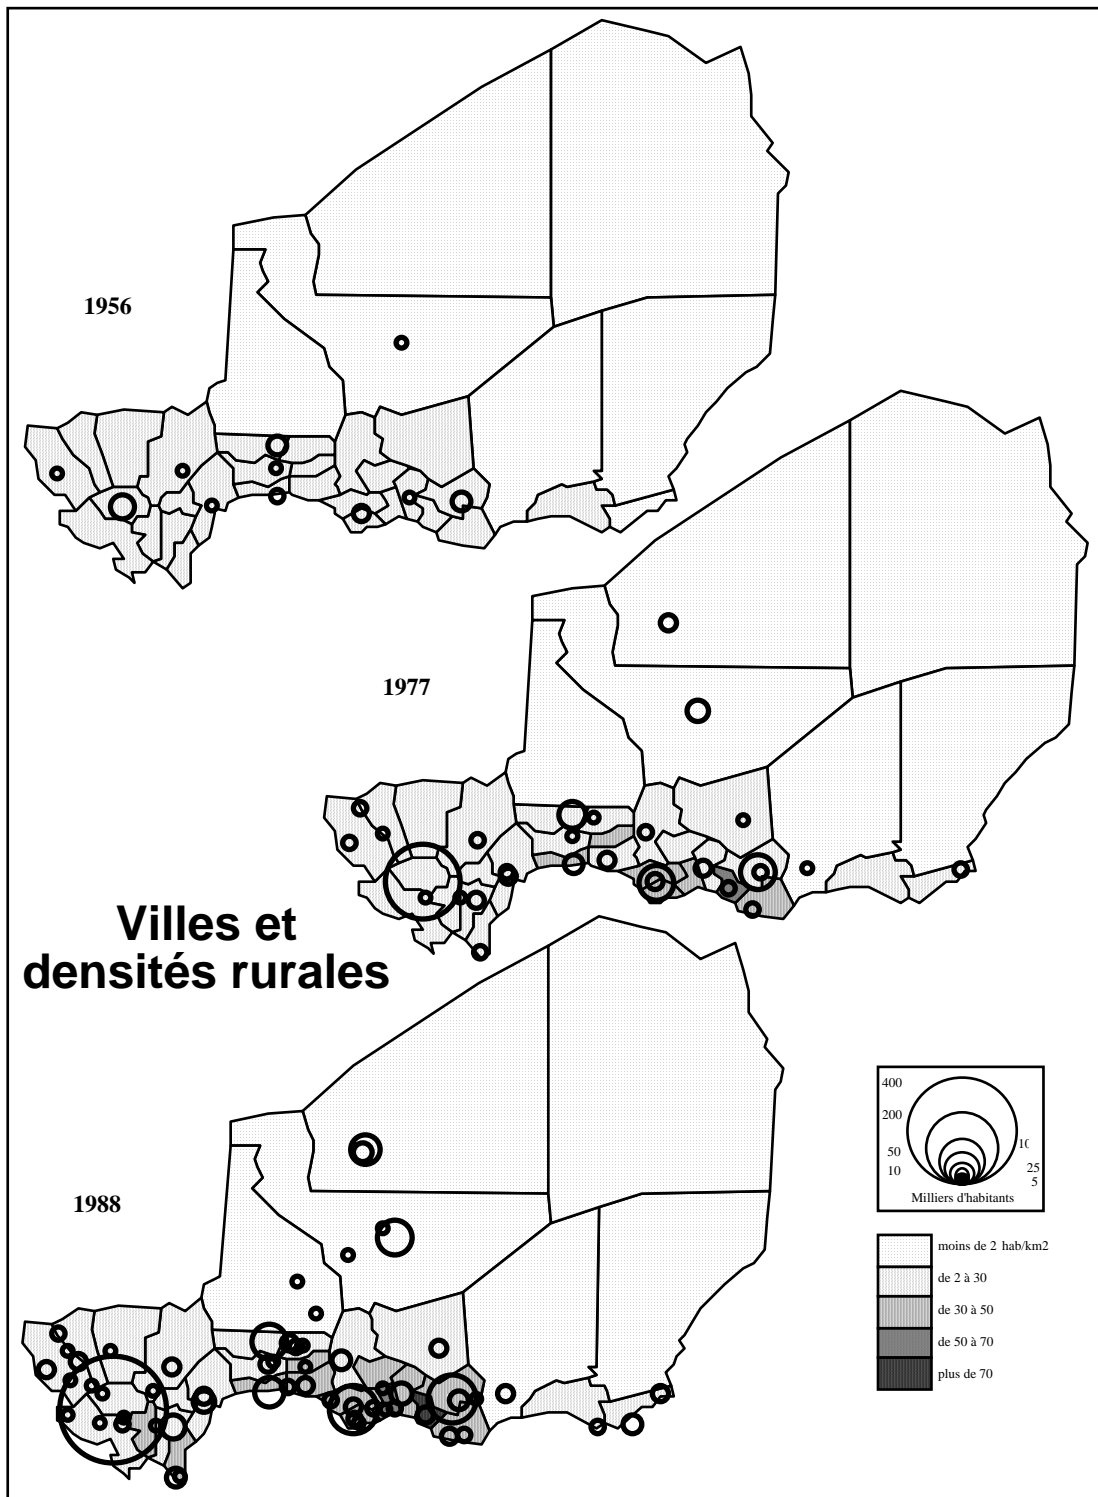 1956
1977
Villes et
densités rurales
1988
400
200
50
10
25
10
5
Milliers d'habitants
moins de 2 hab/km2
de 2 à 30
de 30 à 50
de 50 à 70
plus de 70